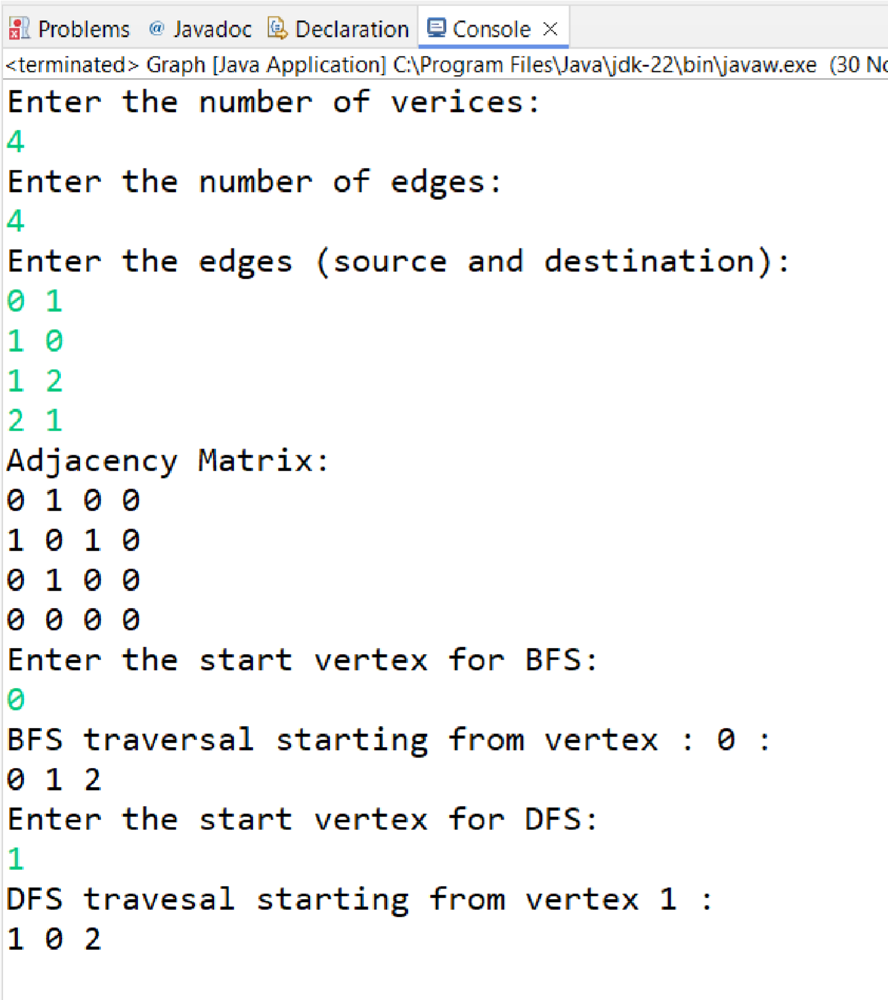 Problems @ Javadoc Declaration Console
<terminated> Graph [Java Application] C:\Program Files\Java\jdk-22\bin\javaw.exe (30
Enter the number of verices:
4
Enter the number of edges:
4
Enter the edges (source and destination):
0 1
1 0
1 2
2 1
Adjacency Matrix:
0 1 0 0
1 0 1 0
0 1 0 0
0 0 0 0
Enter the start vertex for BFS:
0
BFS traversal starting from vertex : 0 :
0 1 2
Enter the start vertex for DFS:
1
DFS travesal starting from vertex 1 :
1 0 2